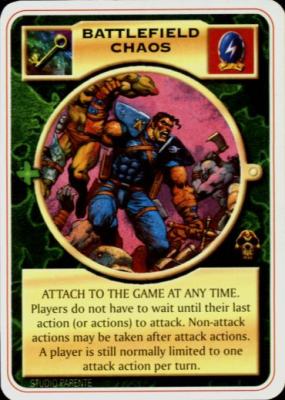 BATTLEFIELD
CHAOS
ATTACH TO THE GAME AT ANY TIME.
Players do not have to wait until their last
action (or actions) to attack. Non-attack
actions may be taken after attack actions.
A player is still normally limited to one
attack action per turn.
STUDIO PARENTE